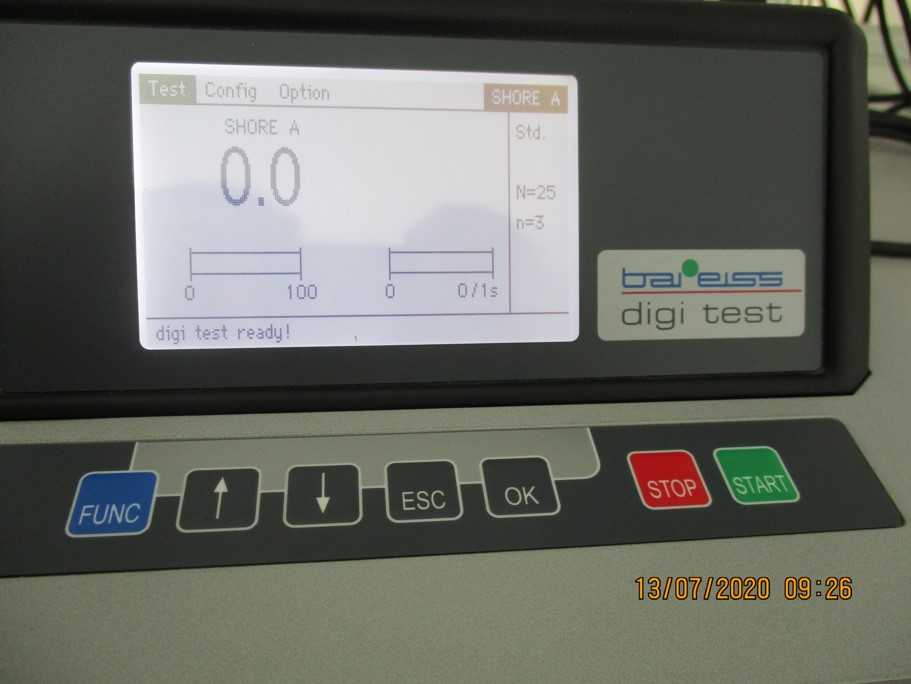 Test Config Option SHORE A
SHORE A
0.0
Std.
N=25
n=3
0 100 0 0/1s
digi test ready!
bareiss
digi test
FUNC ↑ ↓ ESC OK STOP START
13/07/2020 09:26